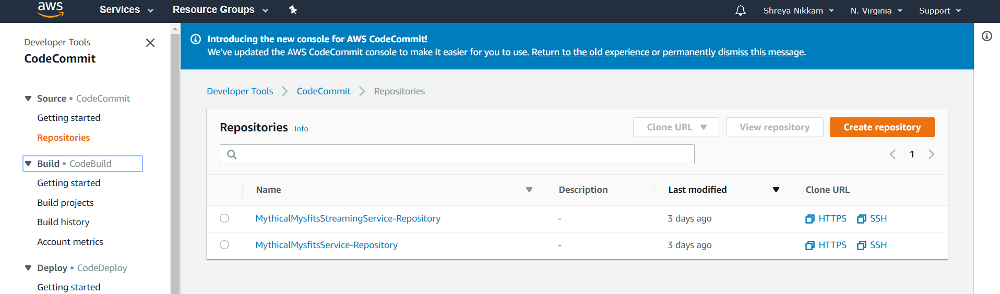 aws Services Resource Groups Shreya Nikkam N. Virginia Support
Developer Tools
CodeCommit
Source • CodeCommit
Getting started
Repositories
Build • CodeBuild
Getting started
Build projects
Build history
Account metrics
Deploy • CodeDeploy
Getting started
Introducing the new console for AWS CodeCommit!
We've updated the AWS CodeCommit console to make it easier for you to use. Return to the old experience or permanently dismiss this message.
Developer Tools CodeCommit Repositories
Repositories Info Clone URL View repository Create repository
1
Name Description Last modified Clone URL
MythicalMysfitsStreamingService-Repository - 3 days ago HTTPS SSH
MythicalMysfitsService-Repository - 3 days ago HTTPS SSH